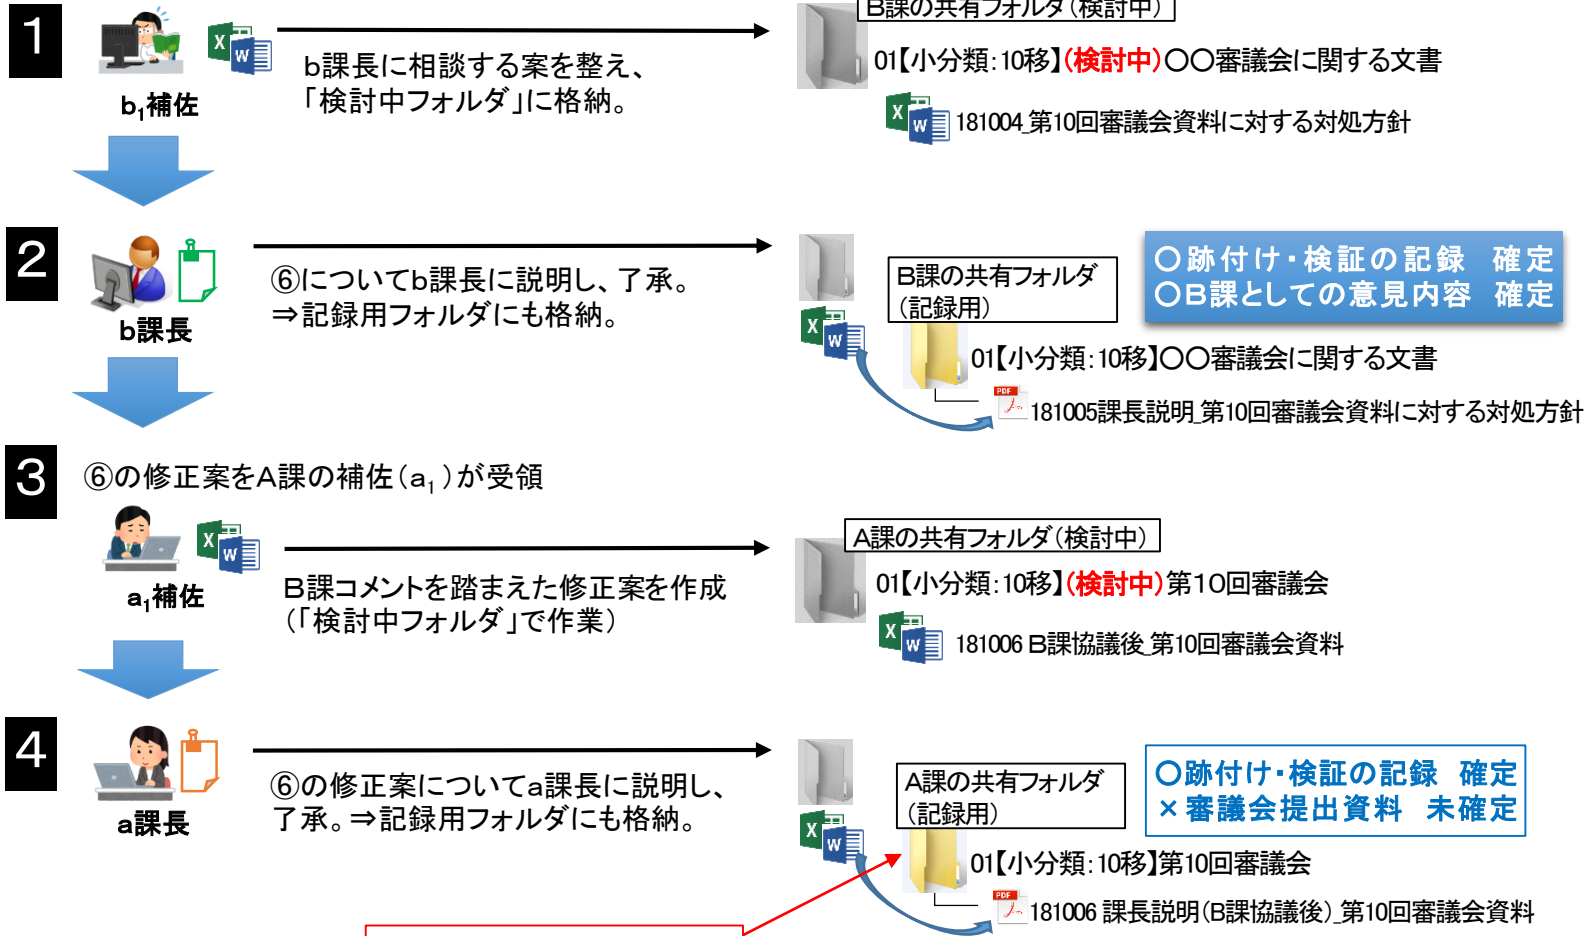 1
b₁補佐
b課長に相談する案を整え、
「検討中フォルダ」に格納。
B課の共有フォルダ（検討中）
01【小分類：10移】（検討中）〇〇審議会に関する文書
181004_第10回審議会資料に対する対処方針
2
b課長
⑥についてb課長に説明し、了承。
⇒記録用フォルダにも格納。
B課の共有フォルダ
（記録用）
〇跡付け・検証の記録　確定
〇B課としての意見内容　確定
01【小分類：10移】〇〇審議会に関する文書
PDF
181005課長説明_第10回審議会資料に対する対処方針
3
⑥の修正案をA課の補佐（a₁）が受領
a₁補佐
B課コメントを踏まえた修正案を作成
（「検討中フォルダ」で作業）
A課の共有フォルダ（検討中）
01【小分類：10移】（検討中）第１０回審議会
181006 B課協議後_第10回審議会資料
4
a課長
⑥の修正案についてa課長に説明し、
了承。⇒記録用フォルダにも格納。
A課の共有フォルダ
（記録用）
〇跡付け・検証の記録　確定
×審議会提出資料　未確定
01【小分類：10移】第10回審議会
PDF
181006 課長説明（B課協議後）_第10回審議会資料